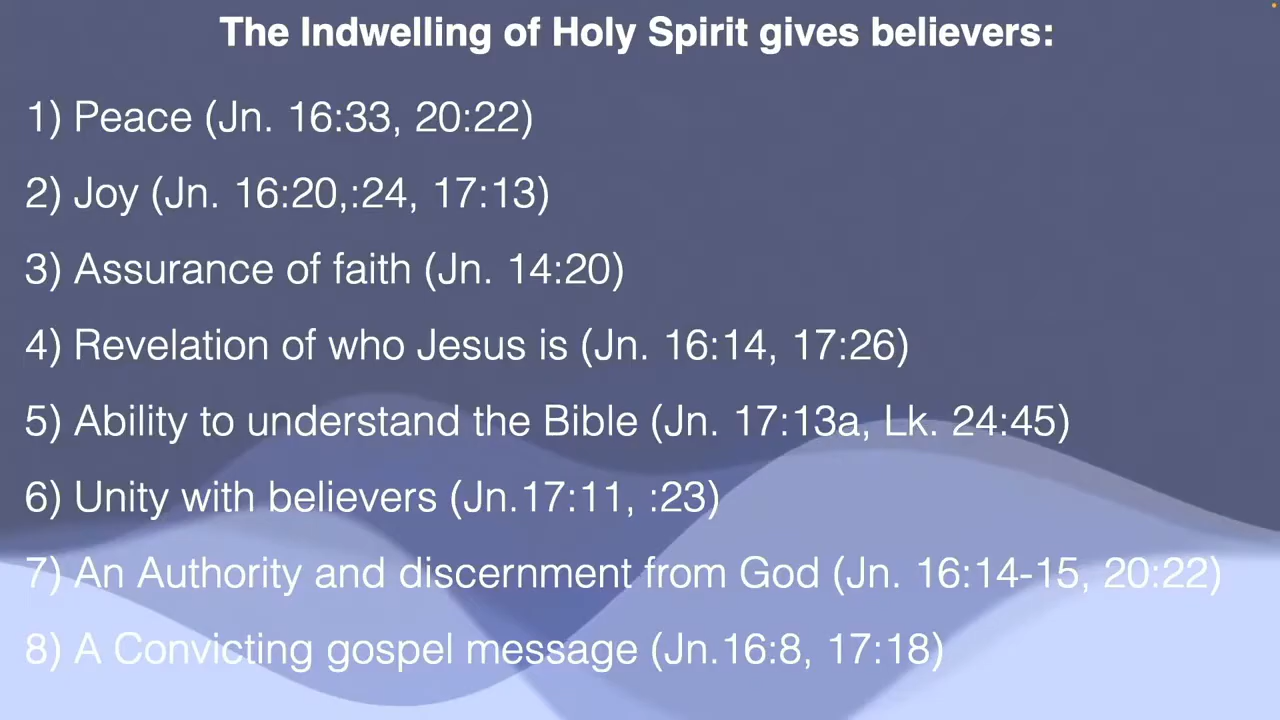 The Indwelling of Holy Spirit gives believers:
1) Peace (Jn. 16:33, 20:22)
2) Joy (Jn. 16:20,:24, 17:13)
3) Assurance of faith (Jn. 14:20)
4) Revelation of who Jesus is (Jn. 16:14, 17:26)
5) Ability to understand the Bible (Jn. 17:13a, Lk. 24:45)
6) Unity with believers (Jn.17:11, :23)
7) An Authority and discernment from God (Jn. 16:14-15, 20:22)
8) A Convicting gospel message (Jn.16:8, 17:18)